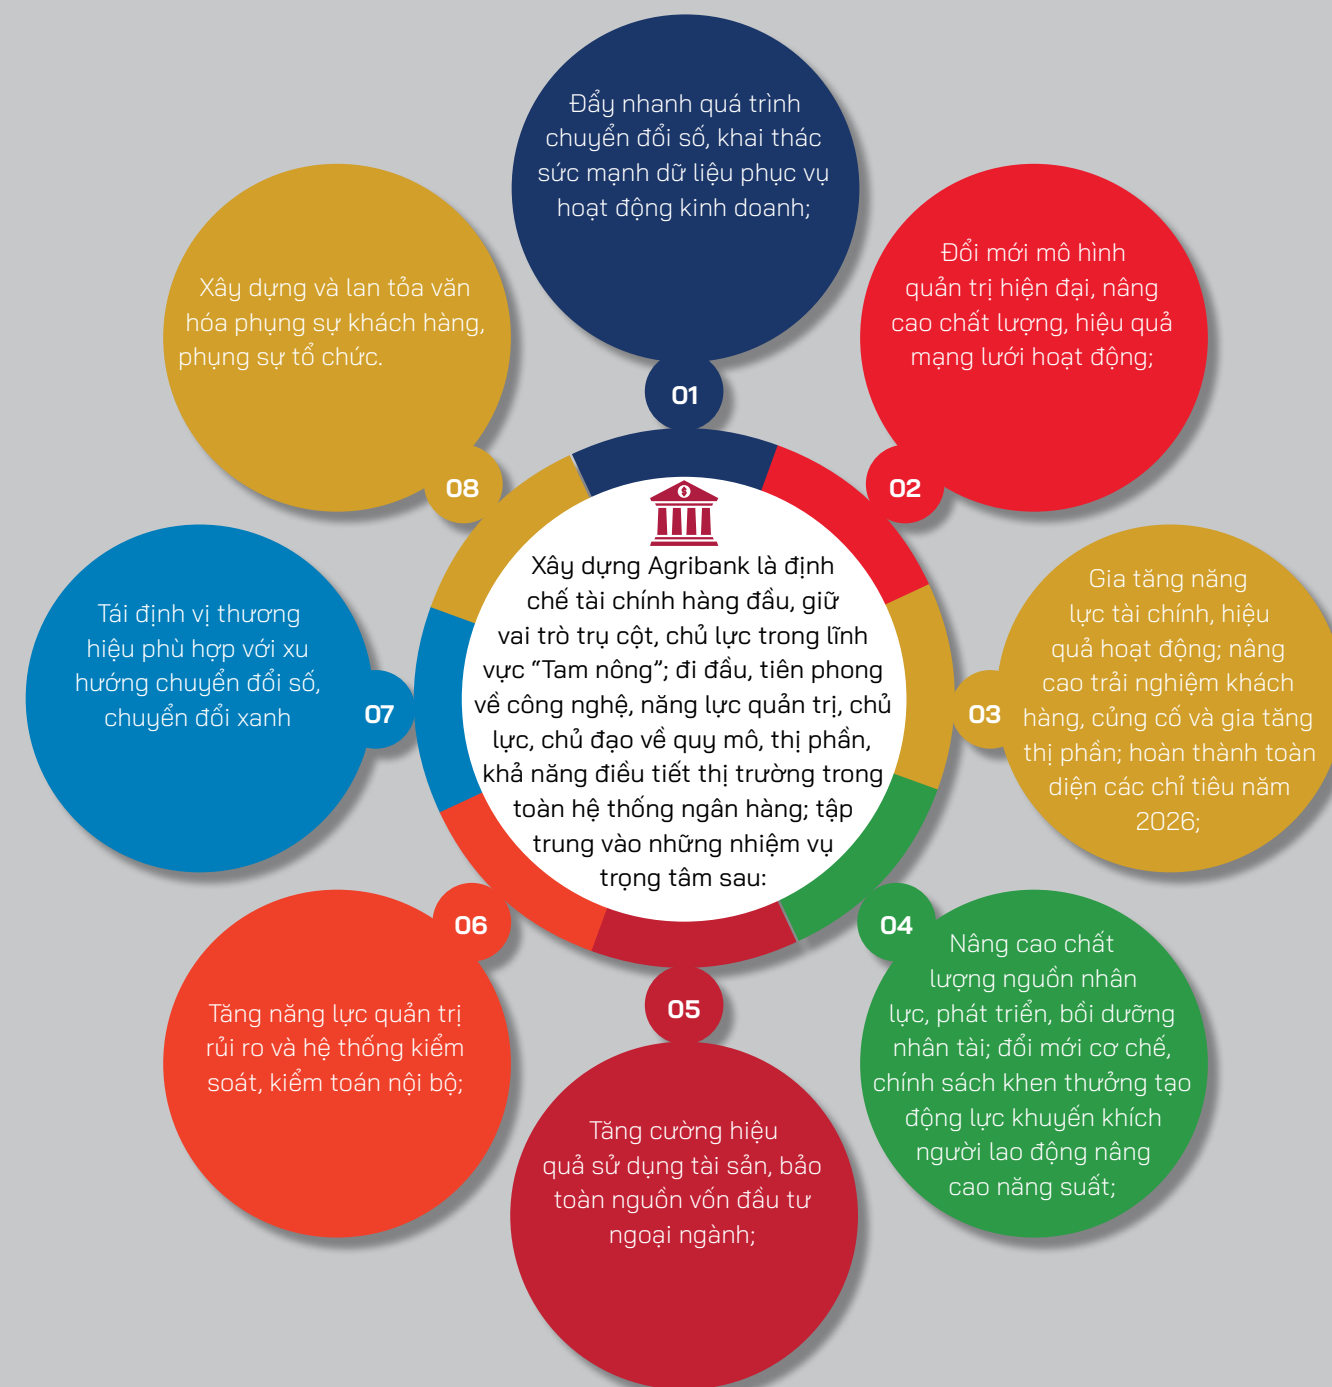 Xây dựng Agribank là định
chế tài chính hàng đầu, giữ
vai trò trụ cột, chủ lực trong lĩnh
vực “Tam nông”; đi đầu, tiên phong
về công nghệ, năng lực quản trị, chủ
lực, chủ đạo về quy mô, thị phần,
khả năng điều tiết thị trường trong
toàn hệ thống ngân hàng; tập
trung vào những nhiệm vụ
trọng tâm sau:
01
Đẩy nhanh quá trình
chuyển đổi số, khai thác
sức mạnh dữ liệu phục vụ
hoạt động kinh doanh;
02
Đổi mới mô hình
quản trị hiện đại, nâng
cao chất lượng, hiệu quả
mạng lưới hoạt động;
03
Gia tăng năng
lực tài chính, hiệu
quả hoạt động; nâng
cao trải nghiệm khách
hàng, củng cố và gia tăng
thị phần; hoàn thành toàn
diện các chỉ tiêu năm
2026;
04
Nâng cao chất
lượng nguồn nhân
lực, phát triển, bồi dưỡng
nhân tài; đổi mới cơ chế,
chính sách khen thưởng tạo
động lực khuyến khích
người lao động nâng
cao năng suất;
05
Tăng cường hiệu
quả sử dụng tài sản, bảo
toàn nguồn vốn đầu tư
ngoại ngành;
06
Tăng năng lực quản trị
rủi ro và hệ thống kiểm
soát, kiểm toán nội bộ;
07
Tái định vị thương
hiệu phù hợp với xu
hướng chuyển đổi số,
chuyển đổi xanh
08
Xây dựng và lan tỏa văn
hóa phụng sự khách hàng,
phụng sự tổ chức.